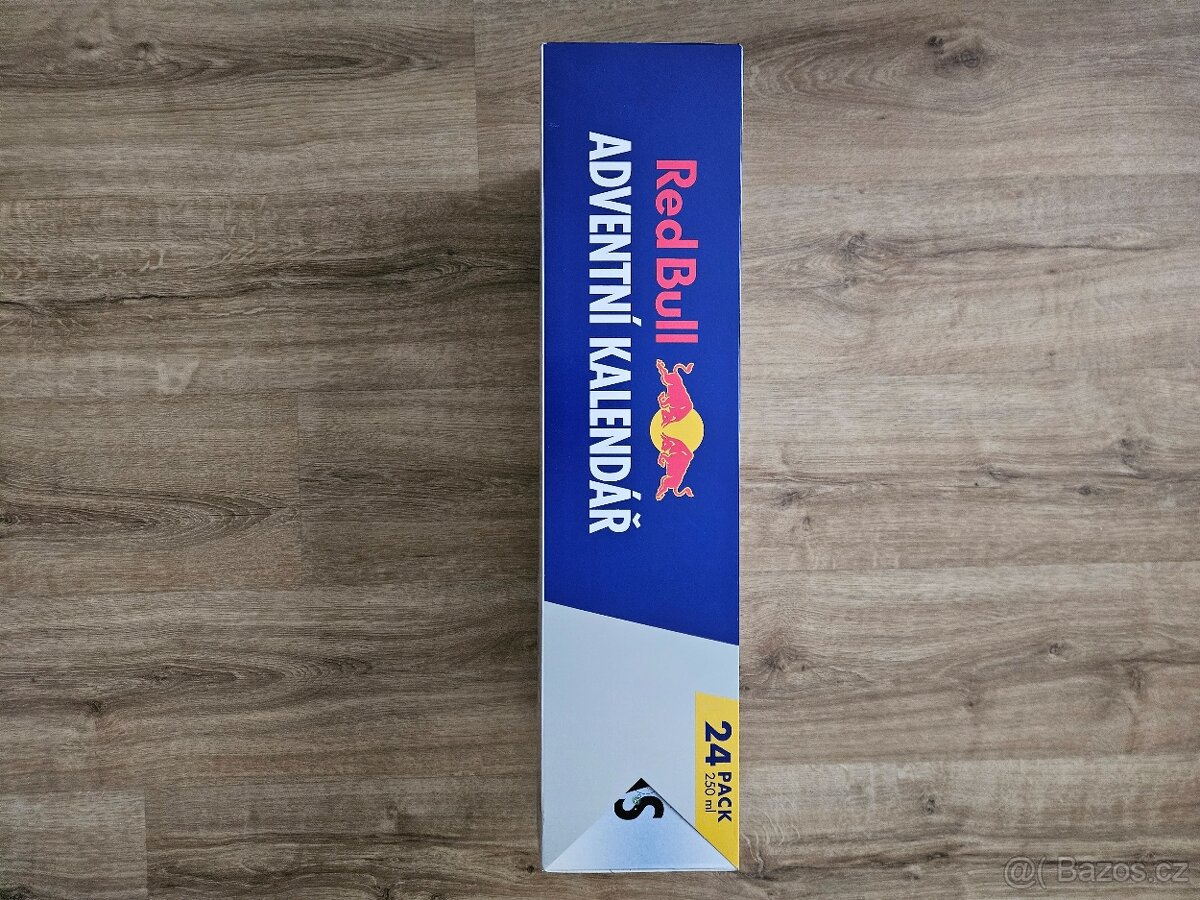 Red Bull
ADVENTNÍ KALENDÁŘ
24 PACK
250 ml
'S
@( Bazos.cz